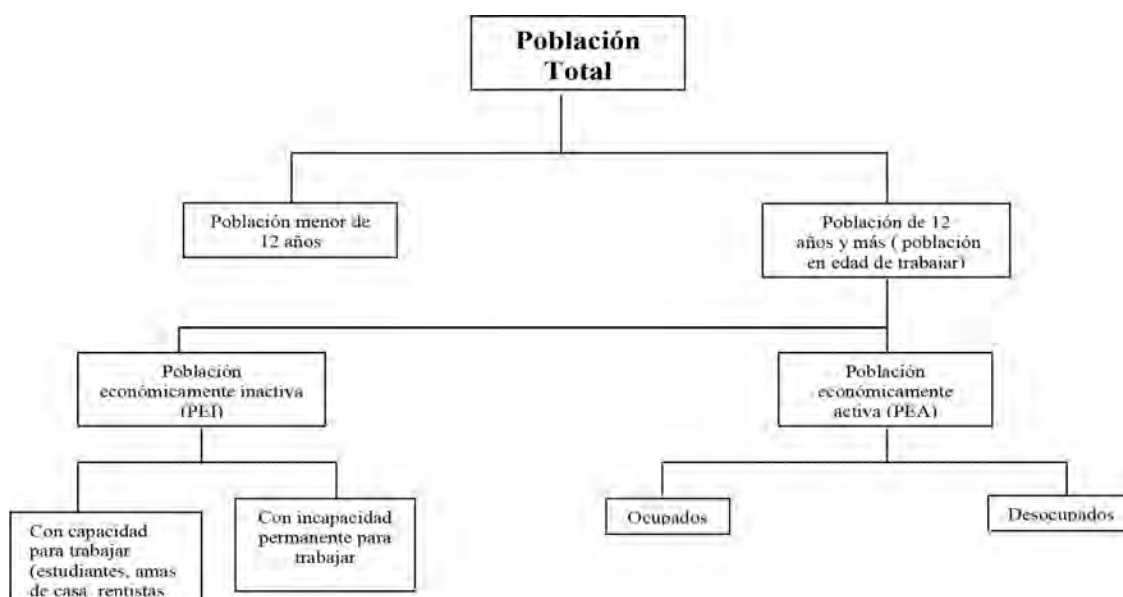 Población
Total
Población menor de
12 años
Población de 12
años y más ( población
en edad de trabajar)
Población
económicamente inactiva
(PEI)
Población
económicamente
activa (PEA)
Con capacidad
para trabajar
(estudiantes, amas
de casa rentistas
Con incapacidad
permanente para
trabajar
Ocupados
Desocupados